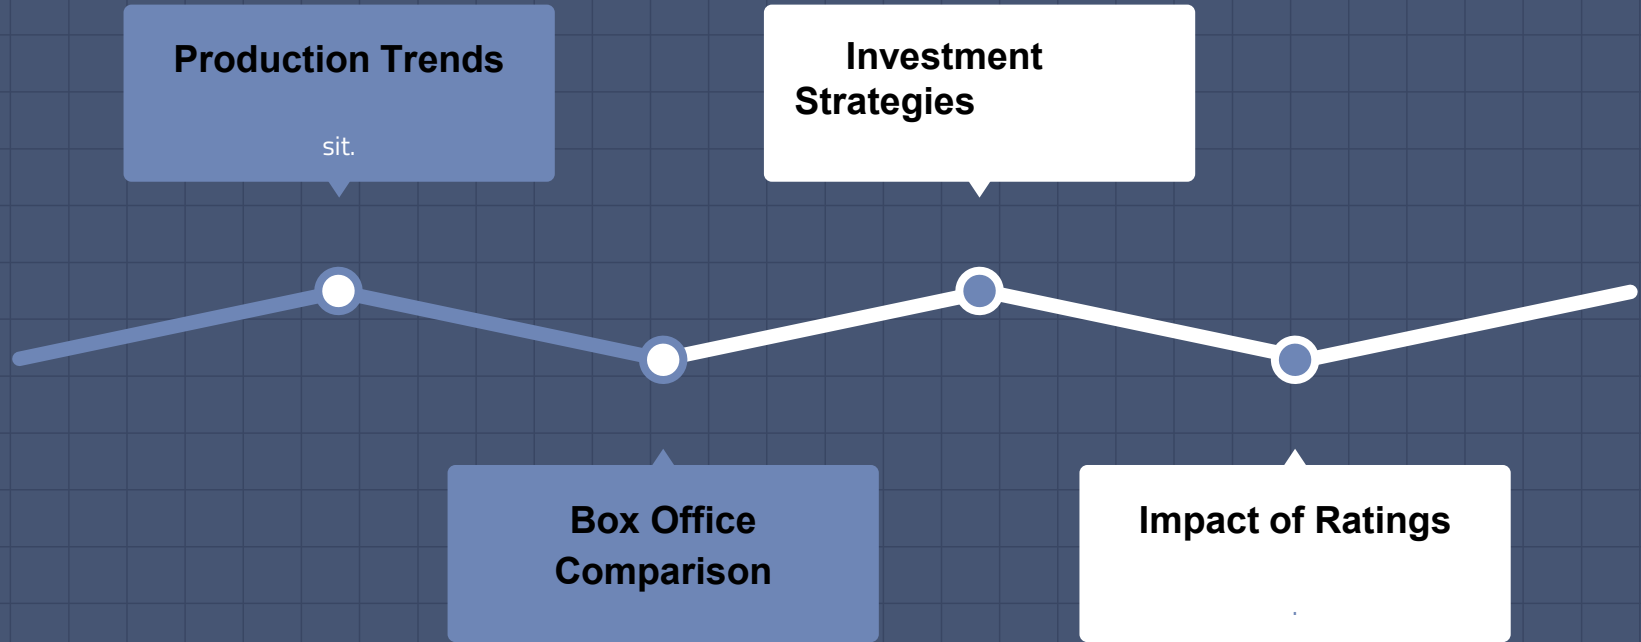 Production Trends
sit.
Box Office
Comparison
Investment
Strategies
Impact of Ratings
.